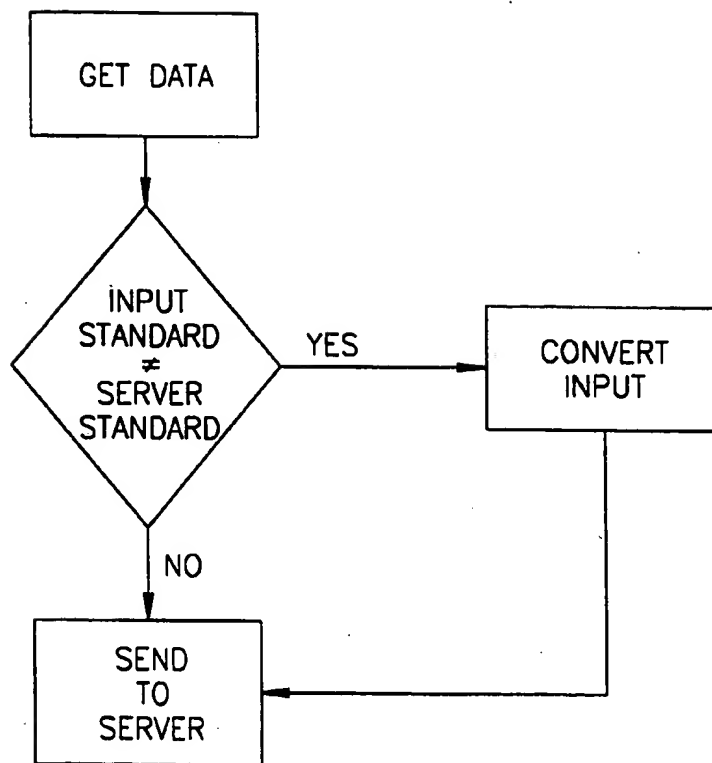 GET DATA
INPUT
STANDARD
≠
SERVER
STANDARD
YES
CONVERT
INPUT
NO
SEND
TO
SERVER